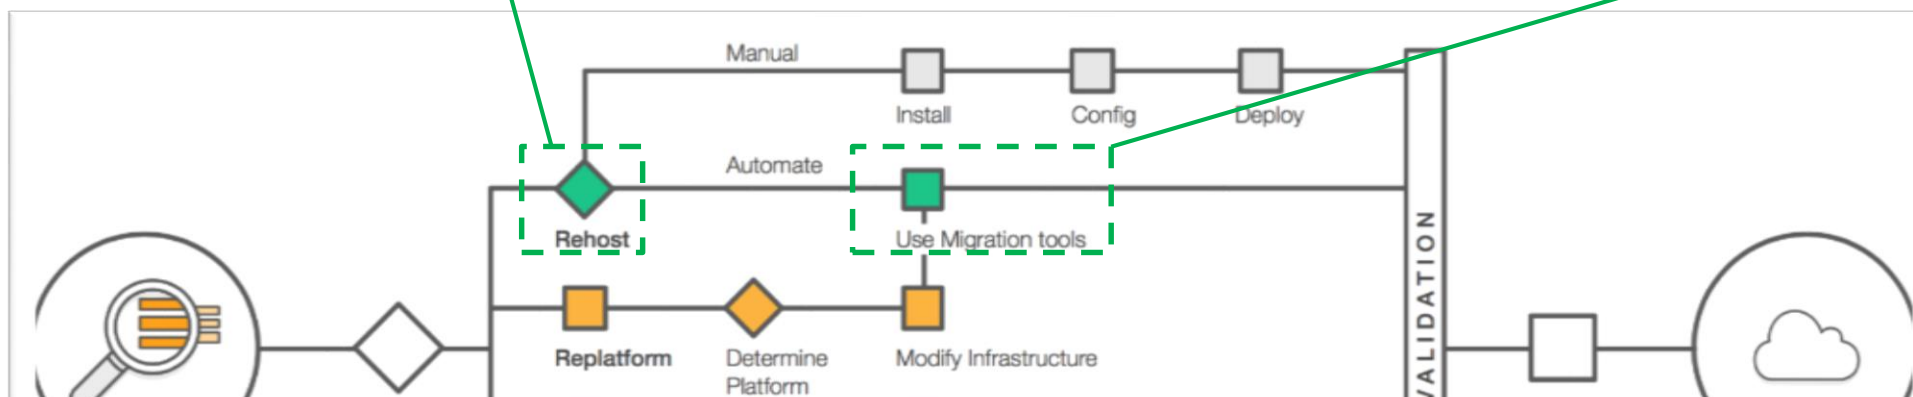 Manual
Install
Config
Deploy
Automate
Rehost
Use Migration tools
Replatform
Determine
Platform
Modify Infrastructure
VALIDATION